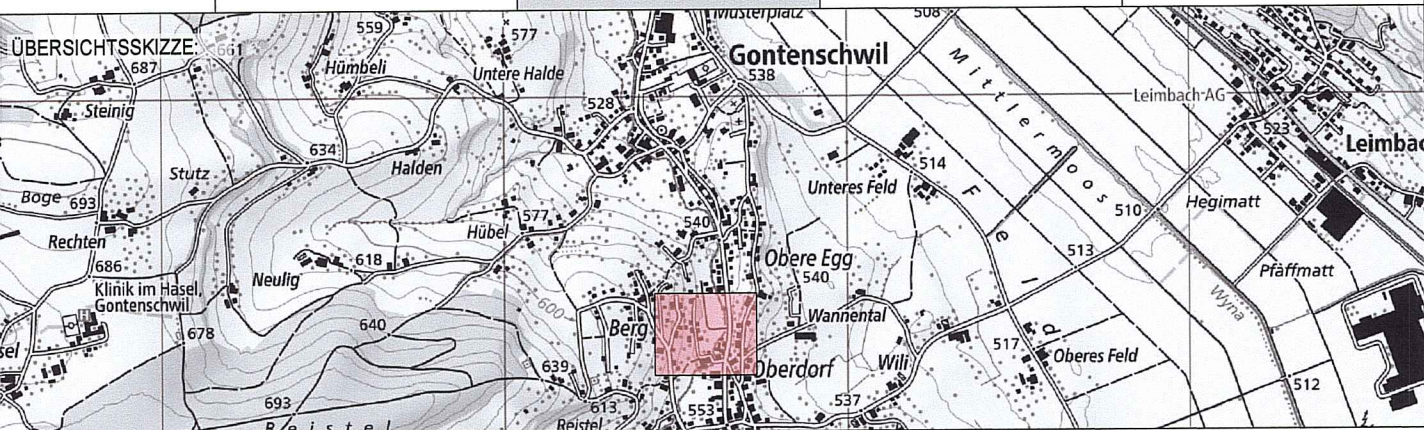 Musterplatz
508
ÜBERSICHTSSKIZZE:
661
559
577
Gontenschwil
687
Hümbeli
Untere Halde
538
Mittlermoos
Leimbach AG
Steinig
528
523
634
Halden
514
Leimbac
Stutz
Unteres Feld
Boge
693
Feld
Rechten
577
540
510
Hegimatt
Hübel
618
Obere Egg
513
686
Neulig
540
Pfaffmatt
Klinik im Hasel,
Gontenschwil
600
Wyna
678
640
Berg
Wannental
sel
639
Oberdorf
Wili
517
Oberes Feld
693
613
553
537
512
Reistel
Reistel